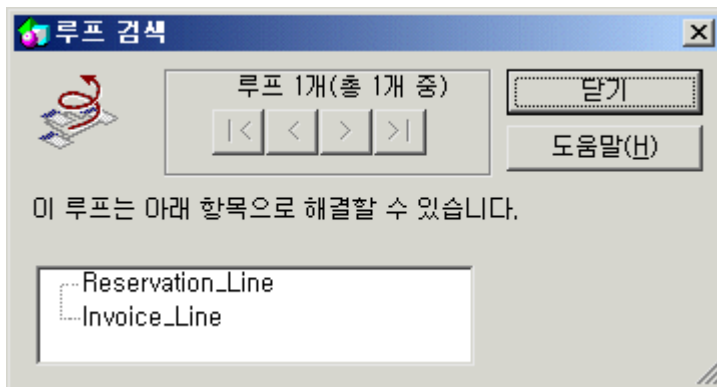 루프 검색
루프 1개(총 1개 중)
|< < > >|
닫기
도움말(H)
이 루프는 아래 항목으로 해결할 수 있습니다.
Reservation_Line
Invoice_Line